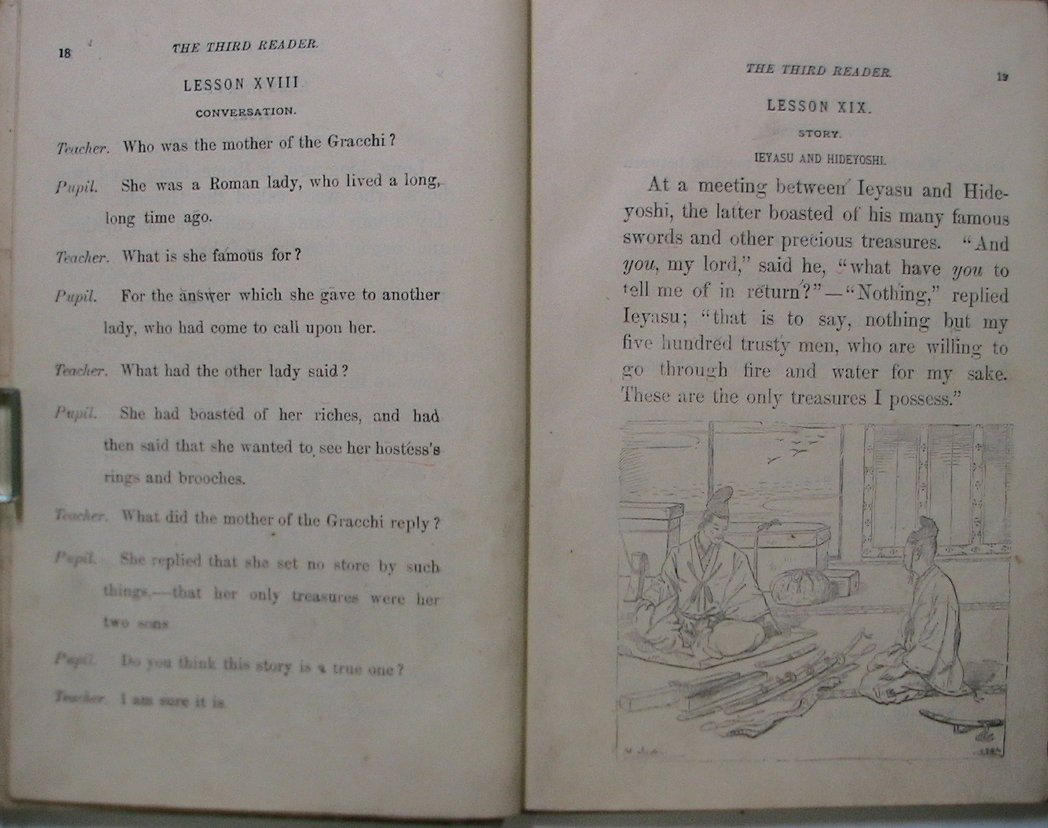 18
THE THIRD READER.
LESSON XVIII
CONVERSATION.
Teacher. Who was the mother of the Gracchi?
Pupil. She was a Roman lady, who lived a long,
long time ago.
Teacher. What is she famous for?
Pupil. For the answer which she gave to another
lady, who had come to call upon her.
Teacher. What had the other lady said?
Pupil. She had boasted of her riches, and had
then said that she wanted to see her hostess's
rings and brooches.
Teacher. What did the mother of the Gracchi reply?
Pupil. She replied that she set no store by such
things,—that her only treasures were her
two sons
Pupil. Do you think this story is a true one?
Teacher. I am sure it is.
THE THIRD READER.
19
LESSON XIX.
STORY.
IEYASU AND HIDEYOSHI.
At a meeting between Ieyasu and Hide-
yoshi, the latter boasted of his many famous
swords and other precious treasures. "And
you, my lord," said he, "what have you to
tell me of in return?"—"Nothing," replied
Ieyasu; "that is to say, nothing but my
five hundred trusty men, who are willing to
go through fire and water for my sake.
These are the only treasures I possess."